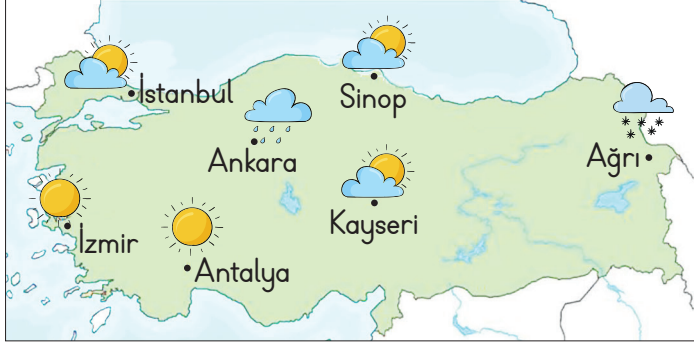 İstanbul
Sinop
Ankara
Ağrı
Kayseri
İzmir
Antalya